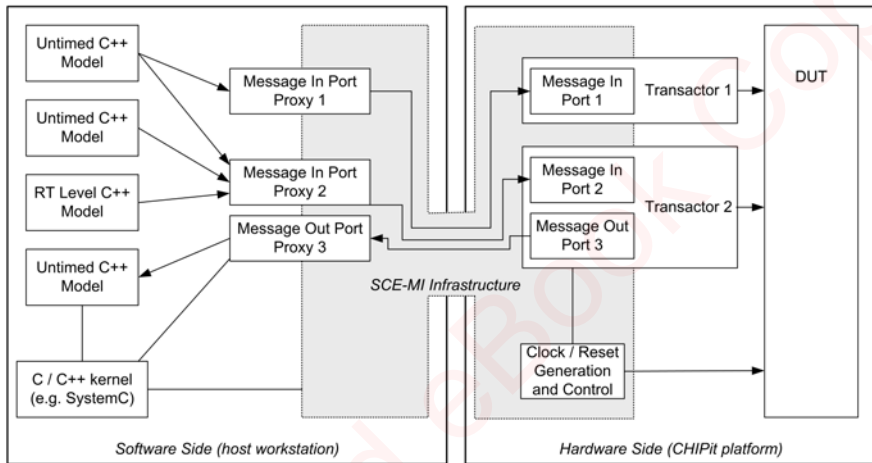 Untimed C++
Model
Message In Port
Proxy 1
Message In
Port 1
Transactor 1
DUT
Untimed C++
Model
Message In Port
Proxy 2
Message In
Port 2
RT Level C++
Model
Transactor 2
Message Out Port
Proxy 3
Message Out
Port 3
Untimed C++
Model
SCE-MI Infrastructure
C / C++ kernel
(e.g. SystemC)
Clock / Reset
Generation
and Control
Software Side (host workstation)
Hardware Side (CHIPit platform)
eBook Co